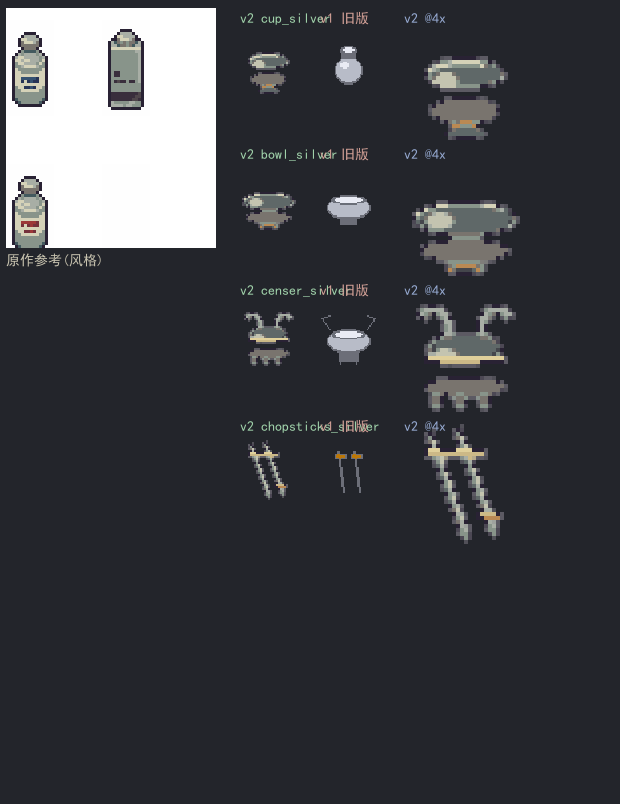 v2 cup_silver v1 旧版 v2 @4x
v2 bowl_silver v1 旧版 v2 @4x
原作参考(风格)
v2 censer_silver v1 旧版 v2 @4x
v2 chopsticks_silver v1 旧版 v2 @4x